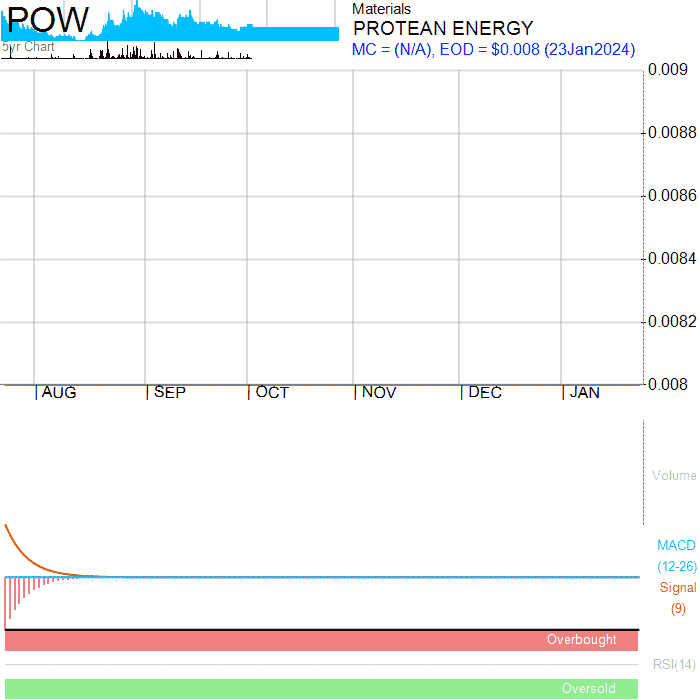 POW
5yr Chart
Materials
PROTEAN ENERGY
MC = (N/A), EOD = $0.008 (23Jan2024)
0.009
0.0088
0.0086
0.0084
0.0082
0.008
AUG SEP OCT NOV DEC JAN
Volume
MACD
(12-26)
Signal
(9)
Overbought
RSI(14)
Oversold